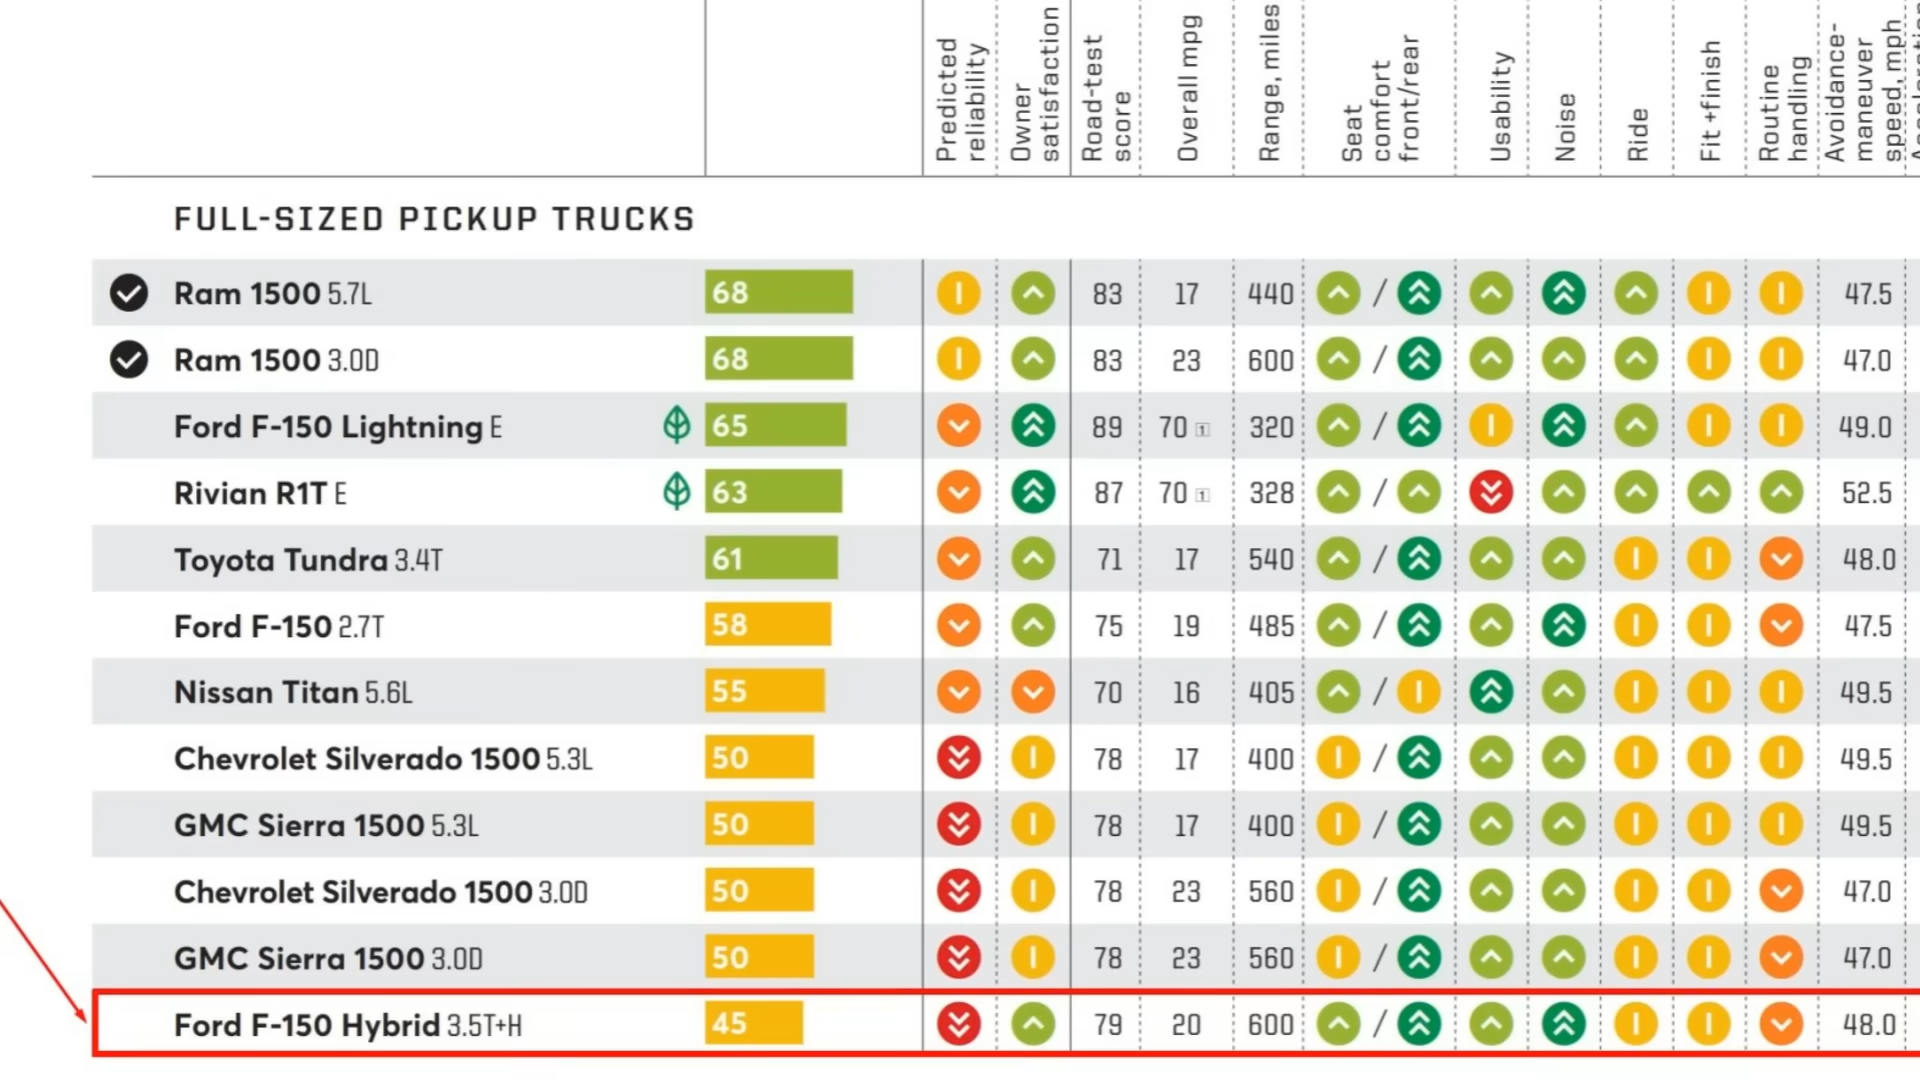 Predicted reliability
Owner satisfaction
Road-test score
Overall mpg
Range, miles
Seat comfort front/rear
Usability
Noise
Ride
Fit +finish
Routine handling
Avoidance-maneuver speed, mph
FULL-SIZED PICKUP TRUCKS
Ram 1500 5.7L 68 83 17 440 / 47.5
Ram 1500 3.0D 68 83 23 600 / 47.0
Ford F-150 Lightning E 65 89 70 1 320 / 49.0
Rivian R1T E 63 87 70 1 328 / 52.5
Toyota Tundra 3.4T 61 71 17 540 / 48.0
Ford F-150 2.7T 58 75 19 485 / 47.5
Nissan Titan 5.6L 55 70 16 405 / 49.5
Chevrolet Silverado 1500 5.3L 50 78 17 400 / 49.5
GMC Sierra 1500 5.3L 50 78 17 400 / 49.5
Chevrolet Silverado 1500 3.0D 50 78 23 560 / 47.0
GMC Sierra 1500 3.0D 50 78 23 560 / 47.0
Ford F-150 Hybrid 3.5T+H 45 79 20 600 / 48.0